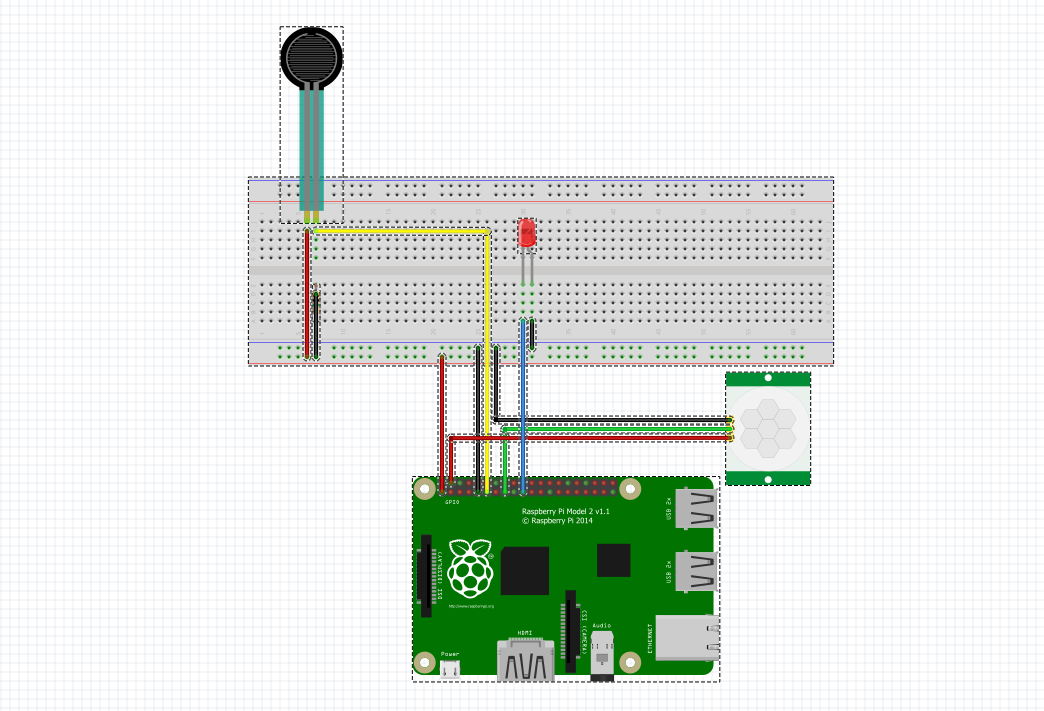 GPIO
Raspberry Pi Model 2 v1.1
© Raspberry Pi 2014
USB 2x
DSI (DISPLAY)
USB 2x
http://www.raspberrypi.org
CSI (CAMERA)
HDMI
Audio
ETHERNET
Power